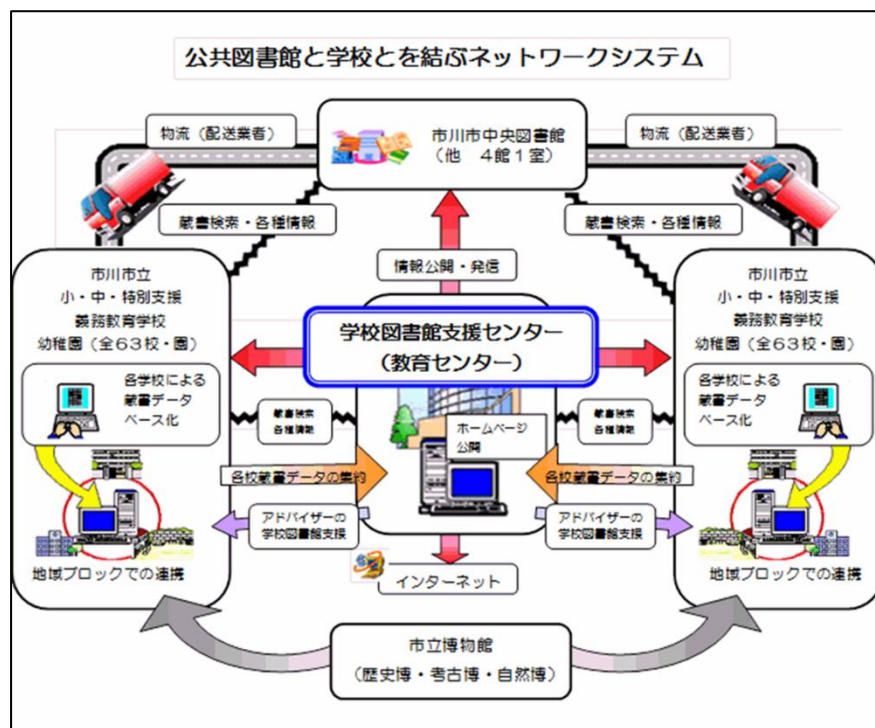 公共図書館と学校とを結ぶネットワークシステム
物流（配送業者）
市川市中央図書館
（他　４館１室）
物流（配送業者）
蔵書検索・各種情報
蔵書検索・各種情報
情報公開・発信
市川市立
小・中・特別支援
義務教育学校
幼稚園（全６３校・園）
各学校による
蔵書データ
ベース化
地域ブロックでの連携
学校図書館支援センター
（教育センター）
ホームページ
公開
蔵書検索
各種情報
蔵書検索
各種情報
各校蔵書データの集約
各校蔵書データの集約
アドバイザーの
学校図書館支援
アドバイザーの
学校図書館支援
インターネット
市川市立
小・中・特別支援
義務教育学校
幼稚園（全６３校・園）
各学校による
蔵書データ
ベース化
地域ブロックでの連携
市立博物館
（歴史博・考古博・自然博）